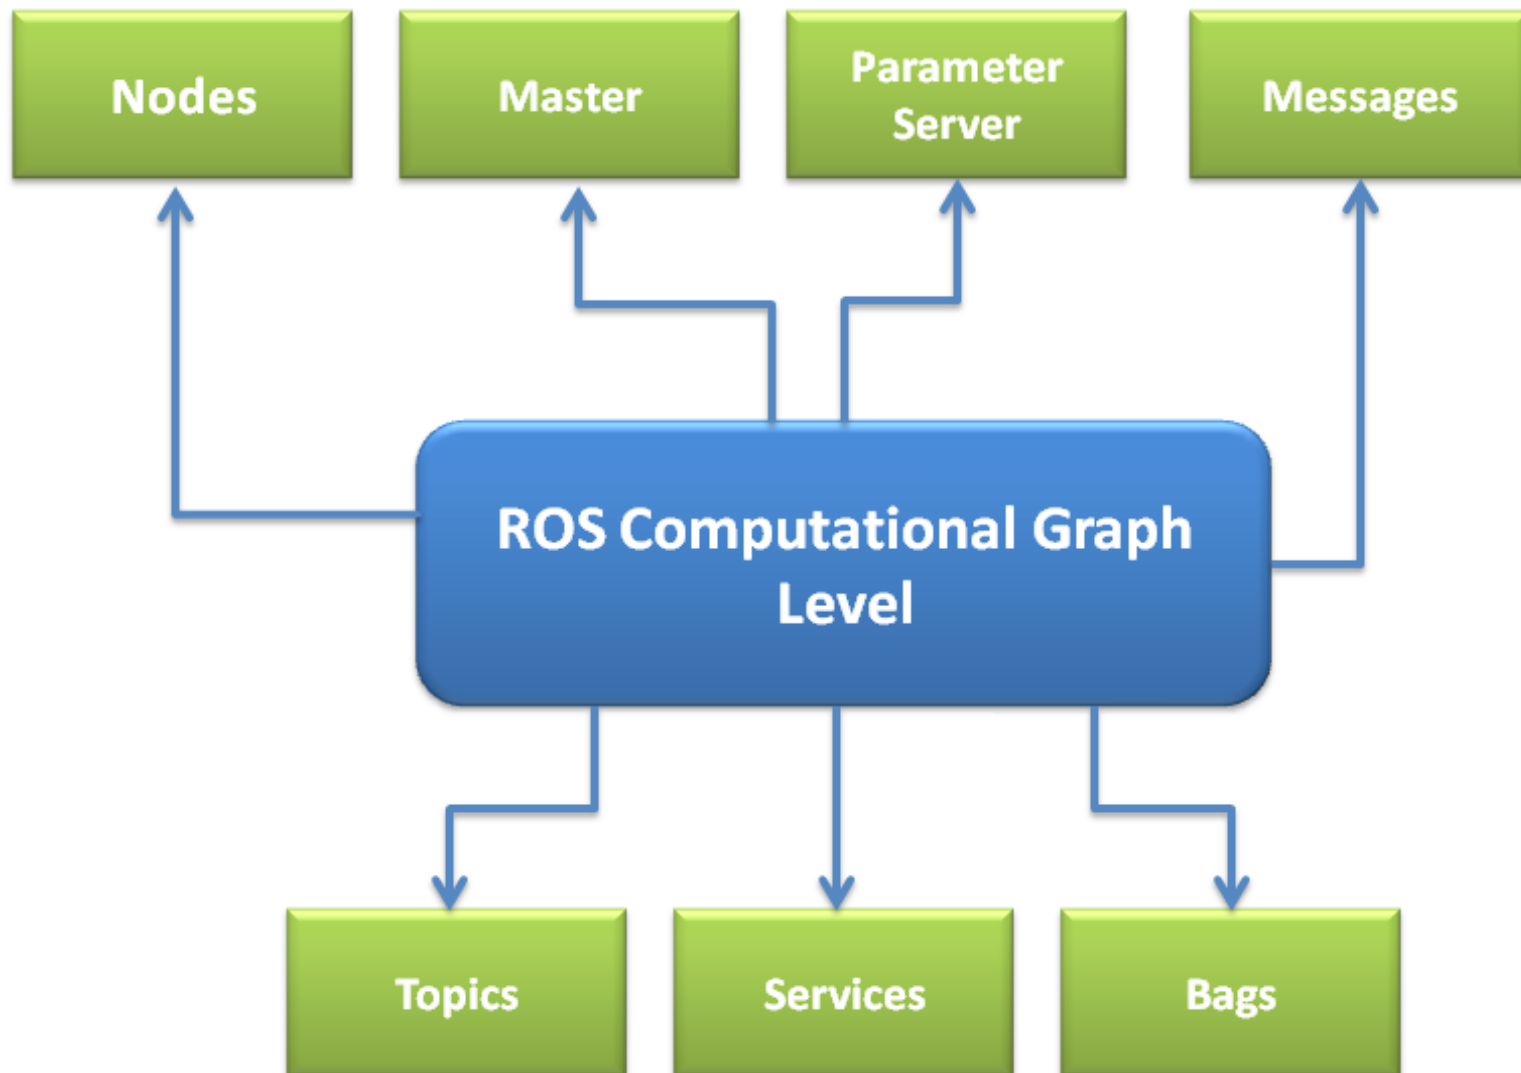 Nodes
Master
Parameter
Server
Messages
ROS Computational Graph
Level
Topics
Services
Bags